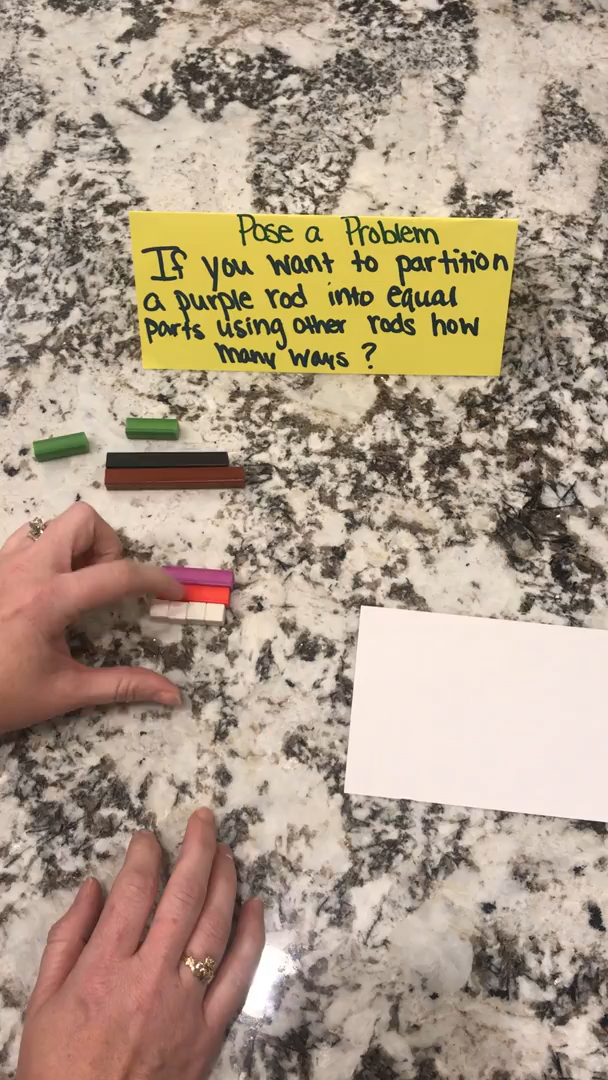 Pose a Problem
If you want to partition
a purple rod into equal
parts using other rods how
many ways ?